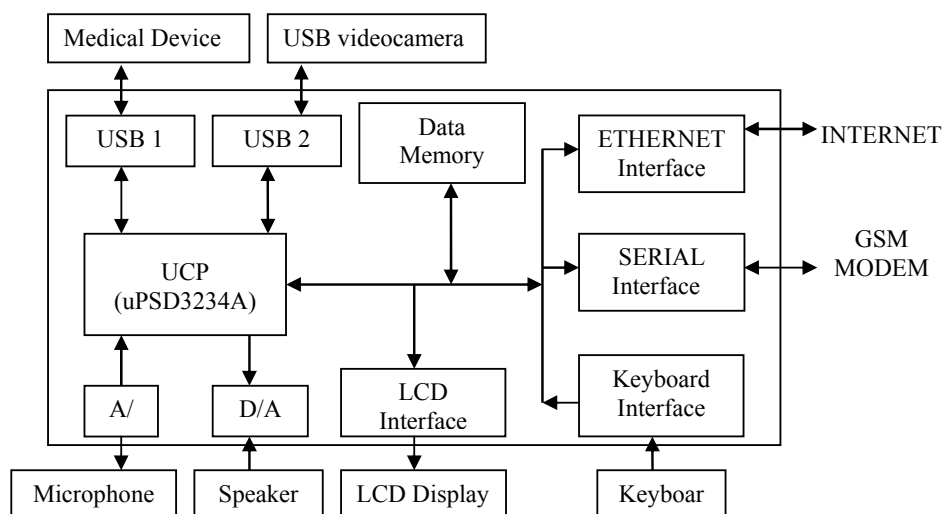 Medical Device
USB videocamera
USB 1
USB 2
Data
Memory
ETHERNET
Interface
INTERNET
UCP
(uPSD3234A)
SERIAL
Interface
GSM
MODEM
A/
D/A
LCD
Interface
Keyboard
Interface
Microphone
Speaker
LCD Display
Keyboar